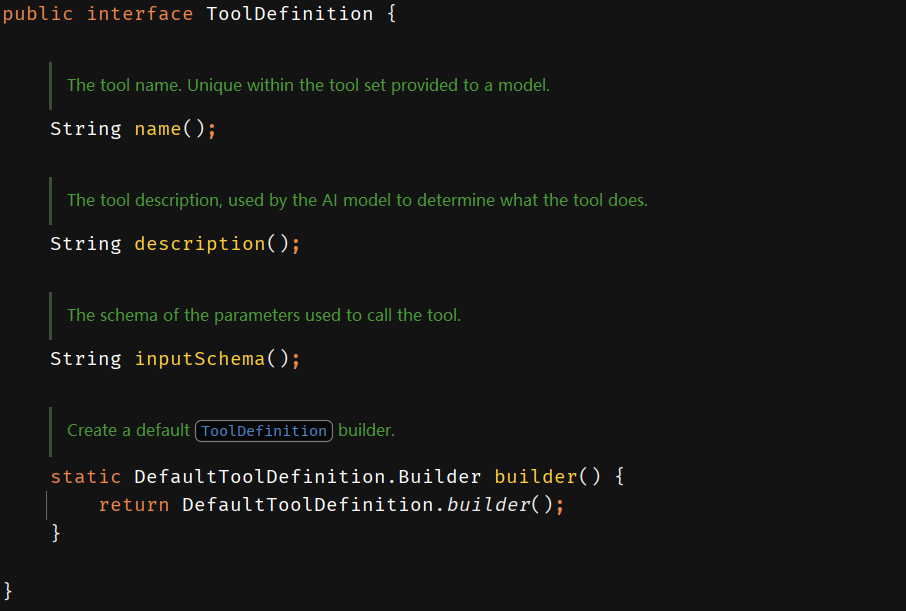 public interface ToolDefinition {
The tool name. Unique within the tool set provided to a model.
String name();
The tool description, used by the AI model to determine what the tool does.
String description();
The schema of the parameters used to call the tool.
String inputSchema();
Create a default ToolDefinition builder.
static DefaultToolDefinition.Builder builder() {
return DefaultToolDefinition.builder();
}
}